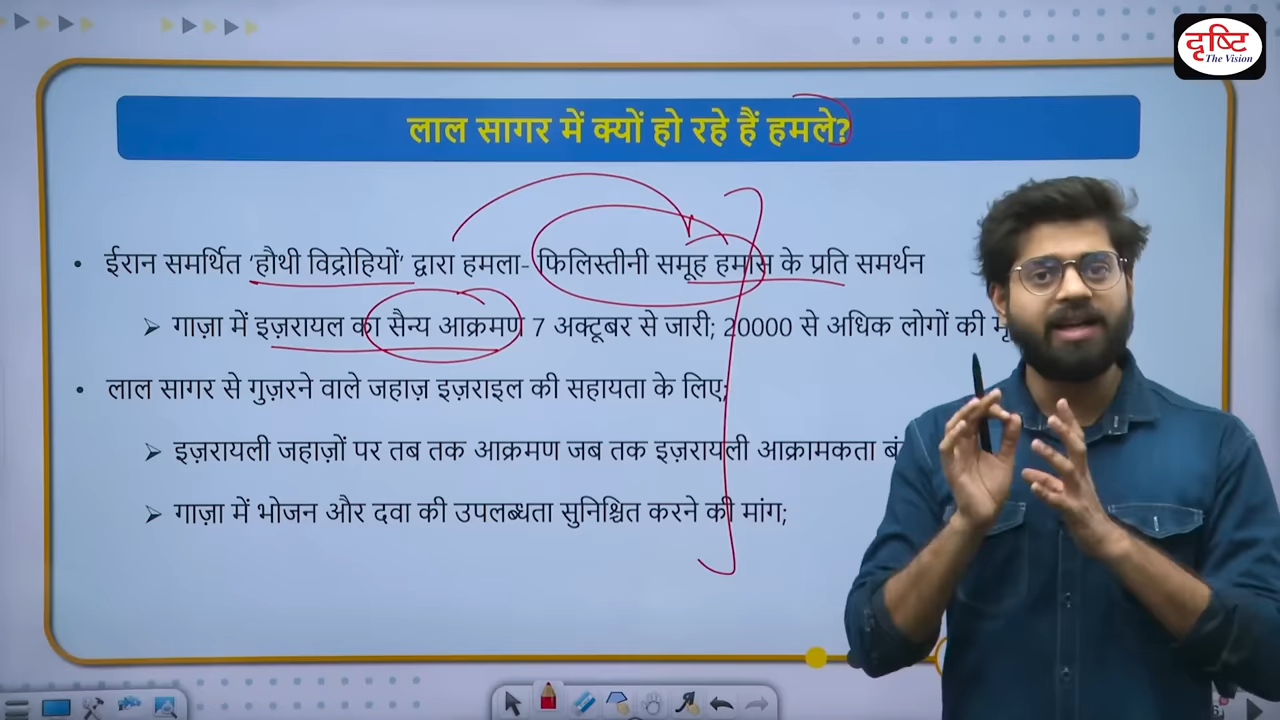 दृष्टि
The Vision
लाल सागर में क्यों हो रहे हैं हमले?
• ईरान समर्थित 'हौथी विद्रोहियों' द्वारा हमला- फिलिस्तीनी समूह हमास के प्रति समर्थन
➢ गाज़ा में इज़रायल का सैन्य आक्रमण 7 अक्टूबर से जारी; 20000 से अधिक लोगों की
• लाल सागर से गुज़रने वाले जहाज़ इज़राइल की सहायता के लिए;
➢ इज़रायली जहाज़ों पर तब तक आक्रमण जब तक इज़रायली आक्रामकता
➢ गाज़ा में भोजन और दवा की उपलब्धता सुनिश्चित करने की मांग;